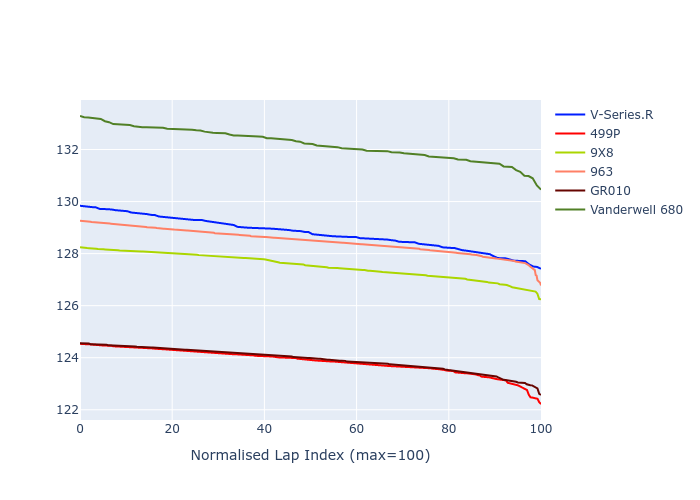 V-Series.R
499P
9X8
963
GR010
Vanderwell 680
132
130
128
126
124
122
0
20
40
60
80
100
Normalised Lap Index (max=100)